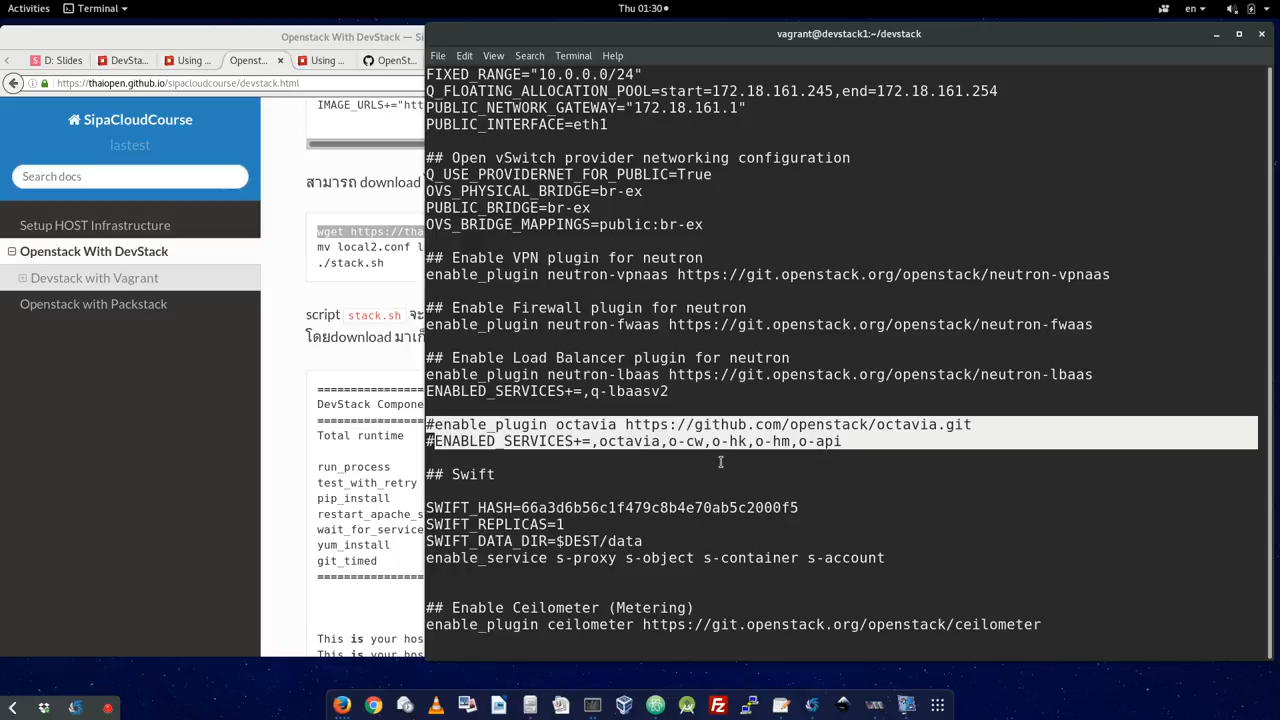 Activities
Terminal
Thu 01:30
en
Openstack With DevStack — Si
D: Slides
DevSta...
Using ...
Openst...
Using ...
OpenSt...
https://thaiopen.github.io/sipacloudcourse/devstack.html
SipaCloudCourse
lastest
Search docs
Setup HOST Infrastructure
Openstack With DevStack
Devstack with Vagrant
Openstack with Packstack
IMAGE_URLS+="htt
สามารถ download
wget https://tha
mv local2.conf l
./stack.sh
script stack.sh จะ
โดยdownload มาเก็
========================
DevStack Compone
========================
Total runtime
run_process
test_with_retry
pip_install
restart_apache_s
wait_for_service
yum_install
git_timed
========================
This is your hos
This is your hos
vagrant@devstack1:~/devstack
File Edit View Search Terminal Help
FIXED_RANGE="10.0.0.0/24"
Q_FLOATING_ALLOCATION_POOL=start=172.18.161.245,end=172.18.161.254
PUBLIC_NETWORK_GATEWAY="172.18.161.1"
PUBLIC_INTERFACE=eth1
## Open vSwitch provider networking configuration
Q_USE_PROVIDERNET_FOR_PUBLIC=True
OVS_PHYSICAL_BRIDGE=br-ex
PUBLIC_BRIDGE=br-ex
OVS_BRIDGE_MAPPINGS=public:br-ex
## Enable VPN plugin for neutron
enable_plugin neutron-vpnaas https://git.openstack.org/openstack/neutron-vpnaas
## Enable Firewall plugin for neutron
enable_plugin neutron-fwaas https://git.openstack.org/openstack/neutron-fwaas
## Enable Load Balancer plugin for neutron
enable_plugin neutron-lbaas https://git.openstack.org/openstack/neutron-lbaas
ENABLED_SERVICES+=,q-lbaasv2
#enable_plugin octavia https://github.com/openstack/octavia.git
#ENABLED_SERVICES+=,octavia,o-cw,o-hk,o-hm,o-api
## Swift
SWIFT_HASH=66a3d6b56c1f479c8b4e70ab5c2000f5
SWIFT_REPLICAS=1
SWIFT_DATA_DIR=$DEST/data
enable_service s-proxy s-object s-container s-account
## Enable Ceilometer (Metering)
enable_plugin ceilometer https://git.openstack.org/openstack/ceilometer